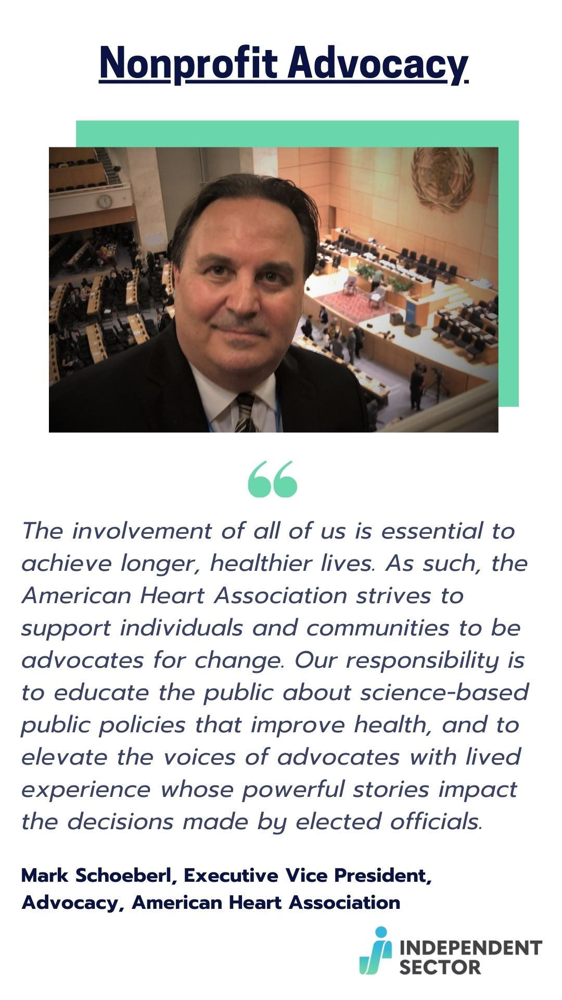 Nonprofit Advocacy
The involvement of all of us is essential to
achieve longer, healthier lives. As such, the
American Heart Association strives to
support individuals and communities to be
advocates for change. Our responsibility is
to educate the public about science-based
public policies that improve health, and to
elevate the voices of advocates with lived
experience whose powerful stories impact
the decisions made by elected officials.
Mark Schoeberl, Executive Vice President,
Advocacy, American Heart Association
INDEPENDENT
SECTOR